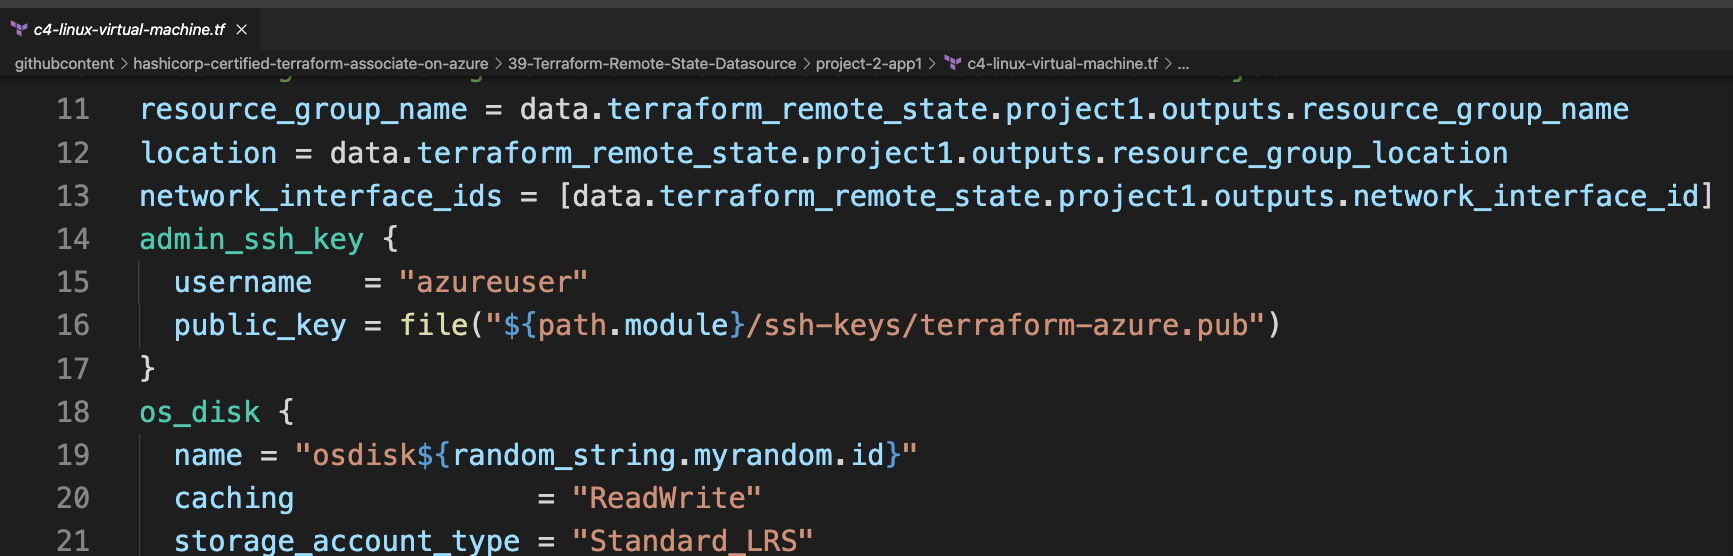 c4-linux-virtual-machine.tf ×
githubcontent > hashicorp-certified-terraform-associate-on-azure > 39-Terraform-Remote-State-Datasource > project-2-app1 > c4-linux-virtual-machine.tf > ...
11 resource_group_name = data.terraform_remote_state.project1.outputs.resource_group_name
12 location = data.terraform_remote_state.project1.outputs.resource_group_location
13 network_interface_ids = [data.terraform_remote_state.project1.outputs.network_interface_id]
14 admin_ssh_key {
15 username   = "azureuser"
16 public_key = file("${path.module}/ssh-keys/terraform-azure.pub")
17 }
18 os_disk {
19 name = "osdisk${random_string.myrandom.id}"
20 caching              = "ReadWrite"
21 storage_account_type = "Standard_LRS"